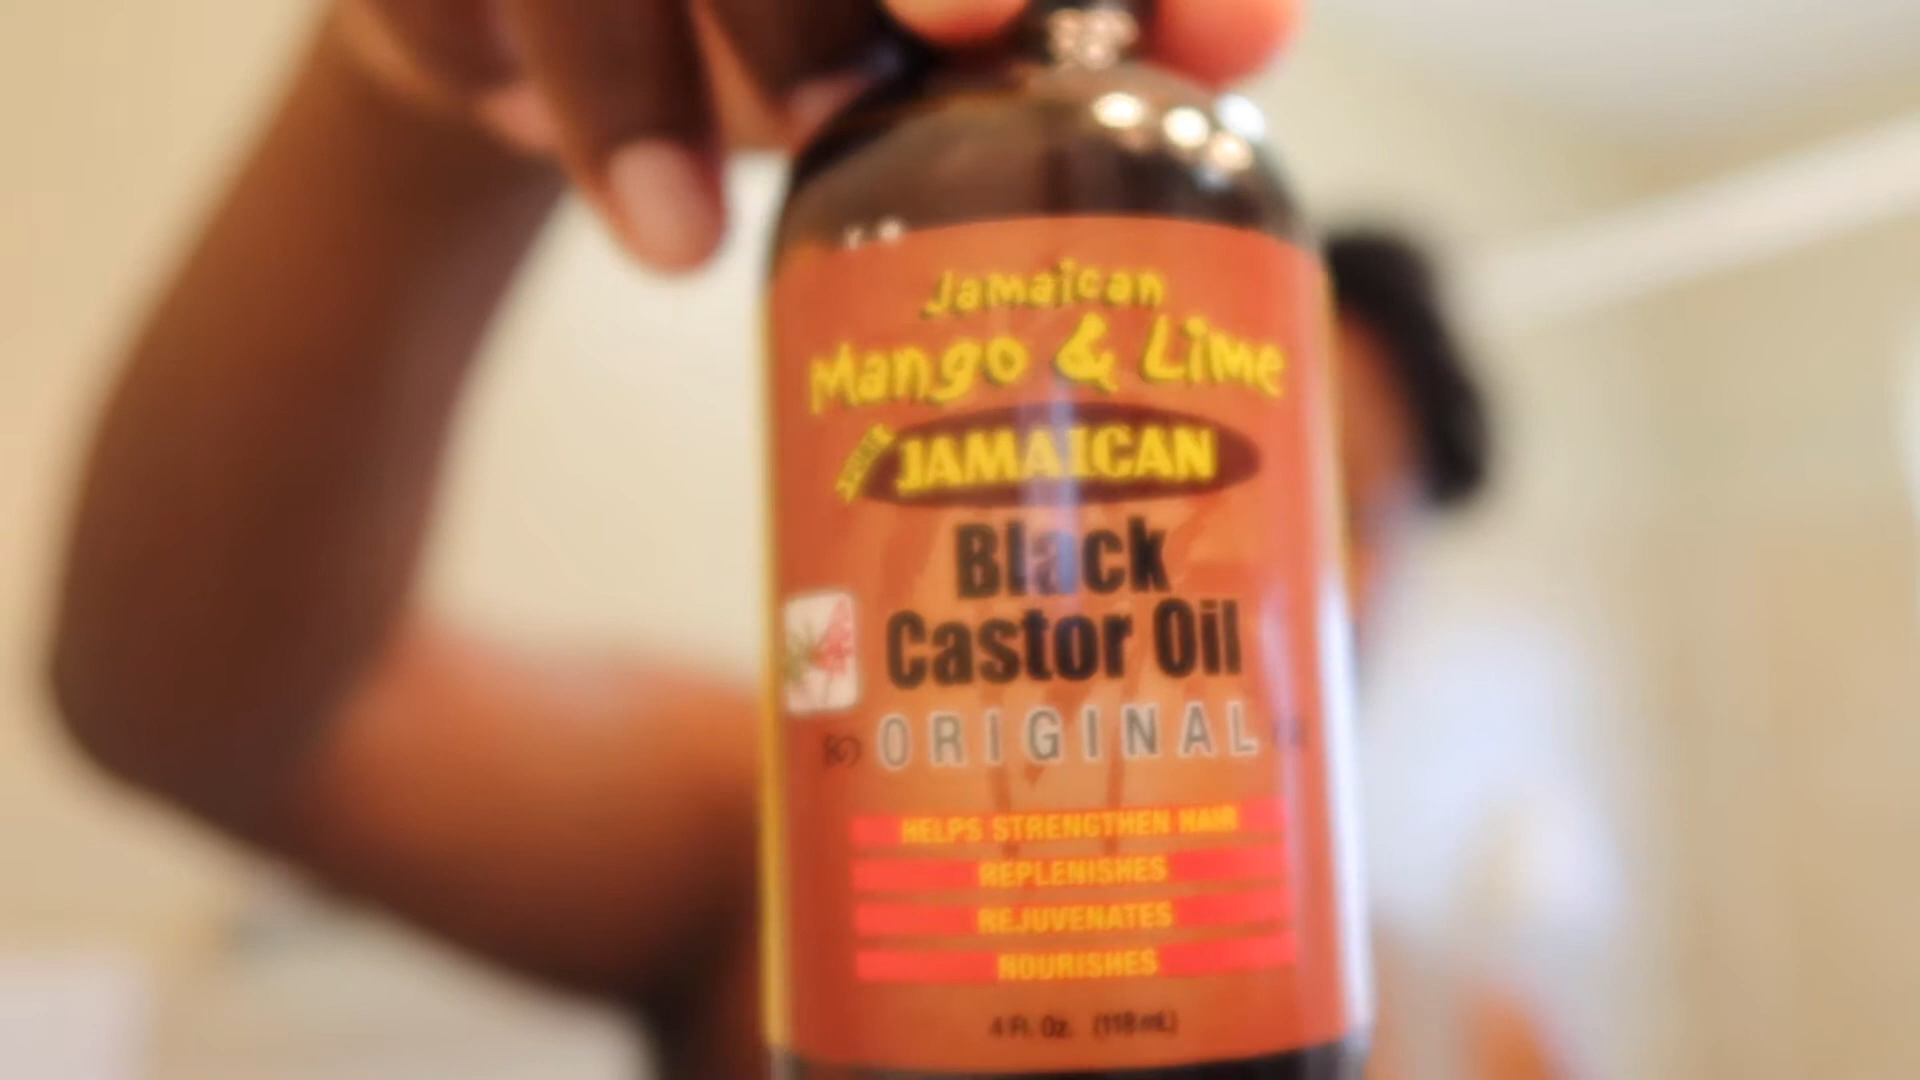 Jamaican
Mango & Lime
JAMAICAN
Black
Castor Oil
ORIGINAL
HELPS STRENGTHEN HAIR
REPLENISHES
REJUVENATES
NOURISHES
4 Fl. Oz. (118 mL)